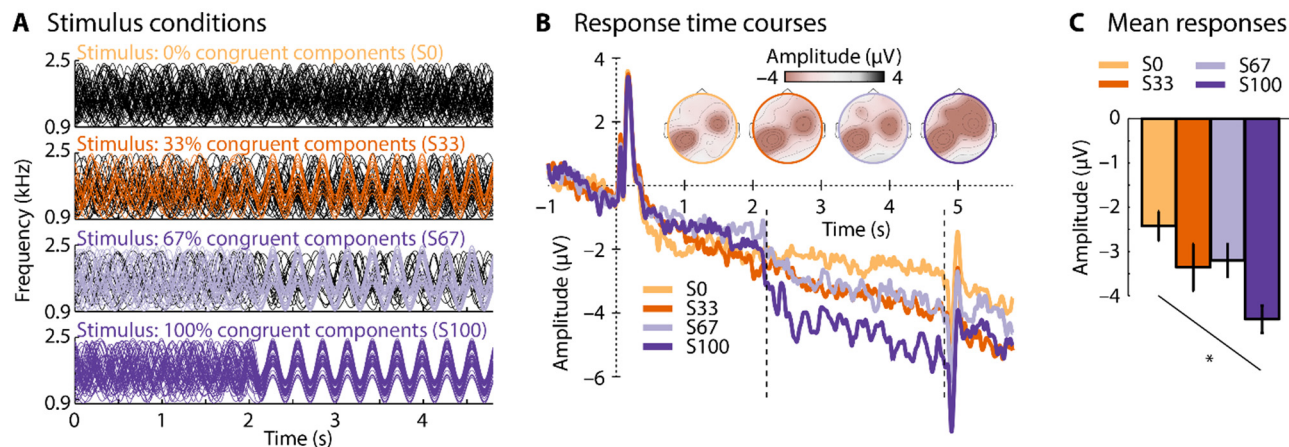 A Stimulus conditions
Stimulus: 0% congruent components (S0)
2.5
0.9
Stimulus: 33% congruent components (S33)
2.5
0.9
Stimulus: 67% congruent components (S67)
2.5
0.9
Stimulus: 100% congruent components (S100)
2.5
0.9
Frequency (kHz)
0 1 2 3 4
Time (s)
B Response time courses
Amplitude (µV)
−4 4
4
2
−2
−4
−6
−1 1 2 3 4 5
Time (s)
Amplitude (µV)
S0
S33
S67
S100
C Mean responses
S0 S67
S33 S100
0
−1
−2
−3
−4
Amplitude (µV)
*